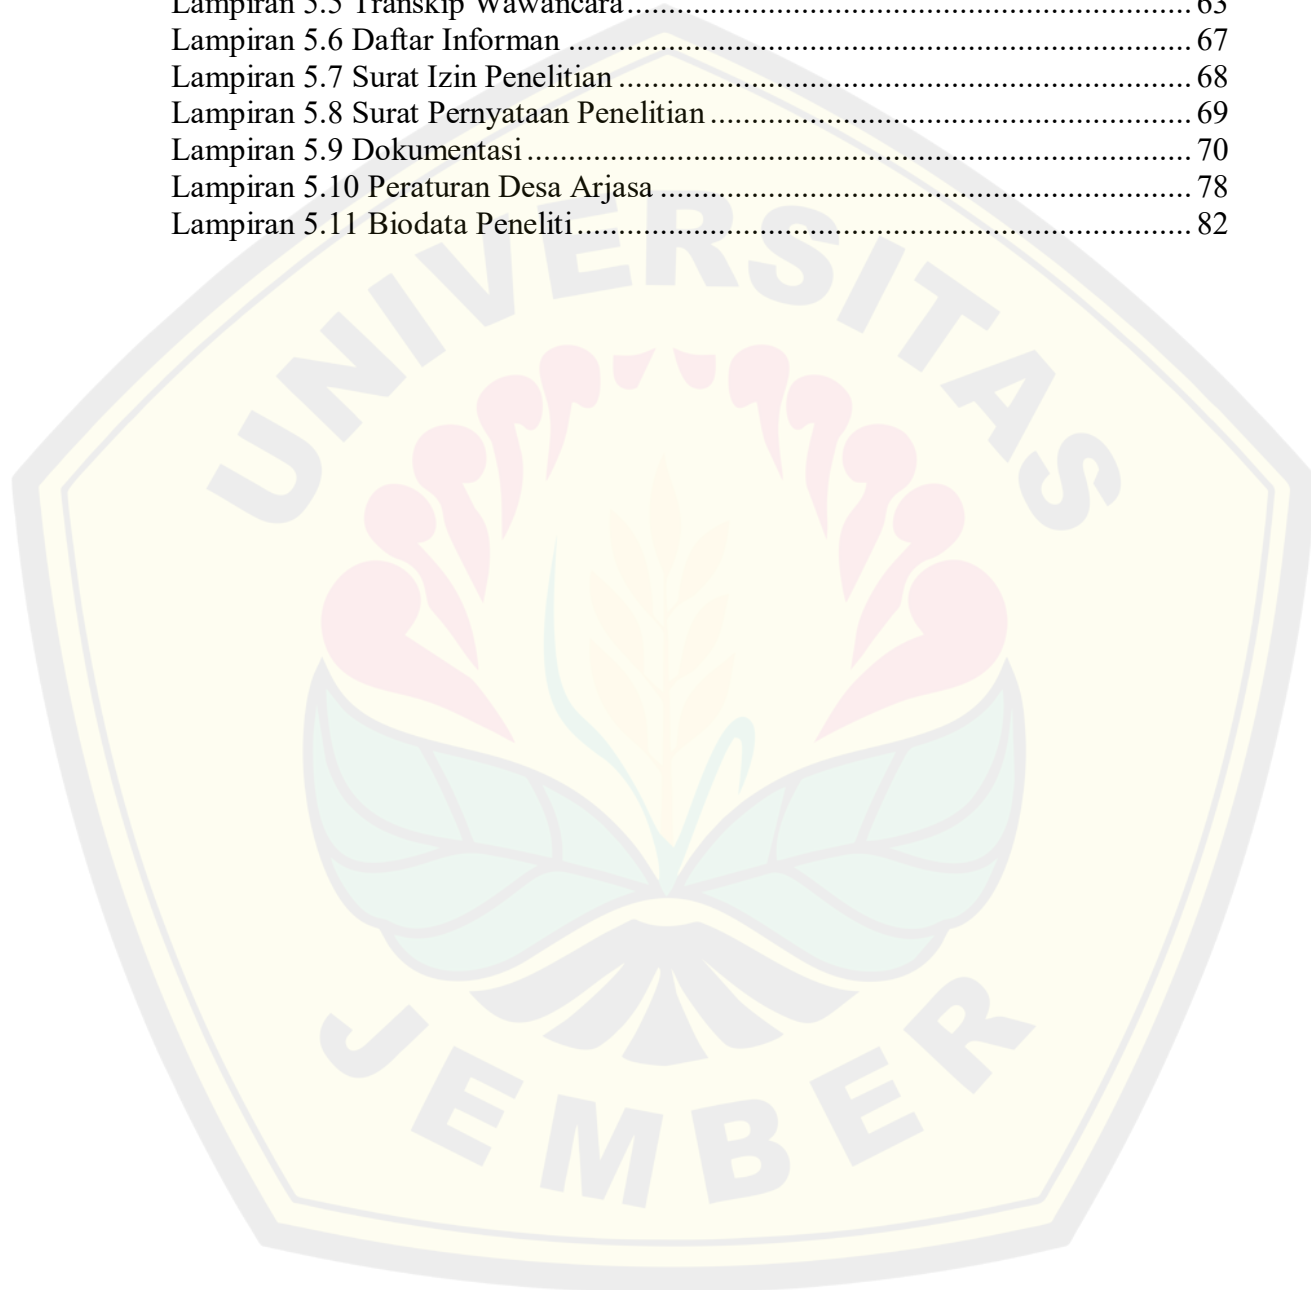 Lampiran 5.5 Transkip Wawancara.......................................................................... 63
Lampiran 5.6 Daftar Informan .................................................................................. 67
Lampiran 5.7 Surat Izin Penelitian ........................................................................... 68
Lampiran 5.8 Surat Pernyataan Penelitian ............................................................... 69
Lampiran 5.9 Dokumentasi ....................................................................................... 70
Lampiran 5.10 Peraturan Desa Arjasa ...................................................................... 78
Lampiran 5.11 Biodata Peneliti ................................................................................. 82
UNIVERSITAS
JEMBER